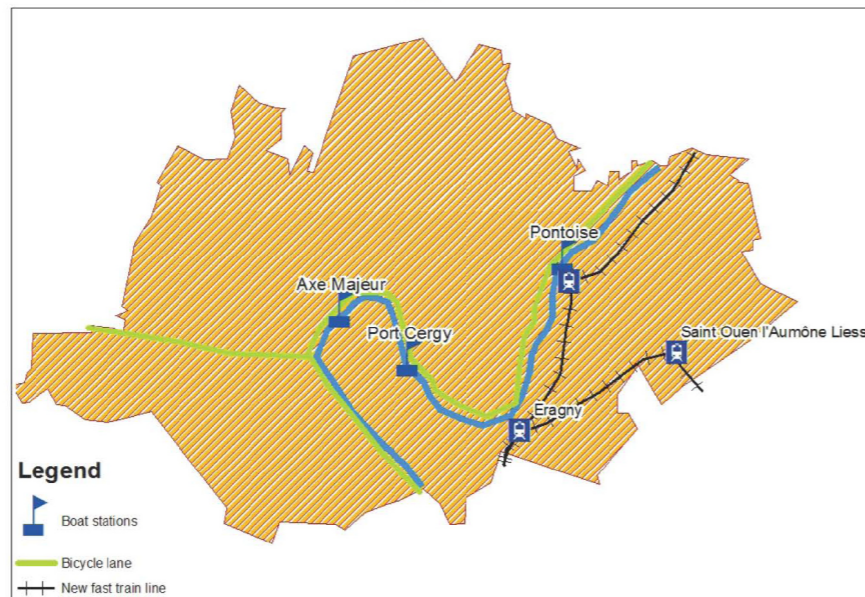 Pontoise
Axe Majeur
Port Cergy
Saint Ouen l'Aumône Liess
Eragny
Legend
Boat stations
Bicycle lane
New fast train line